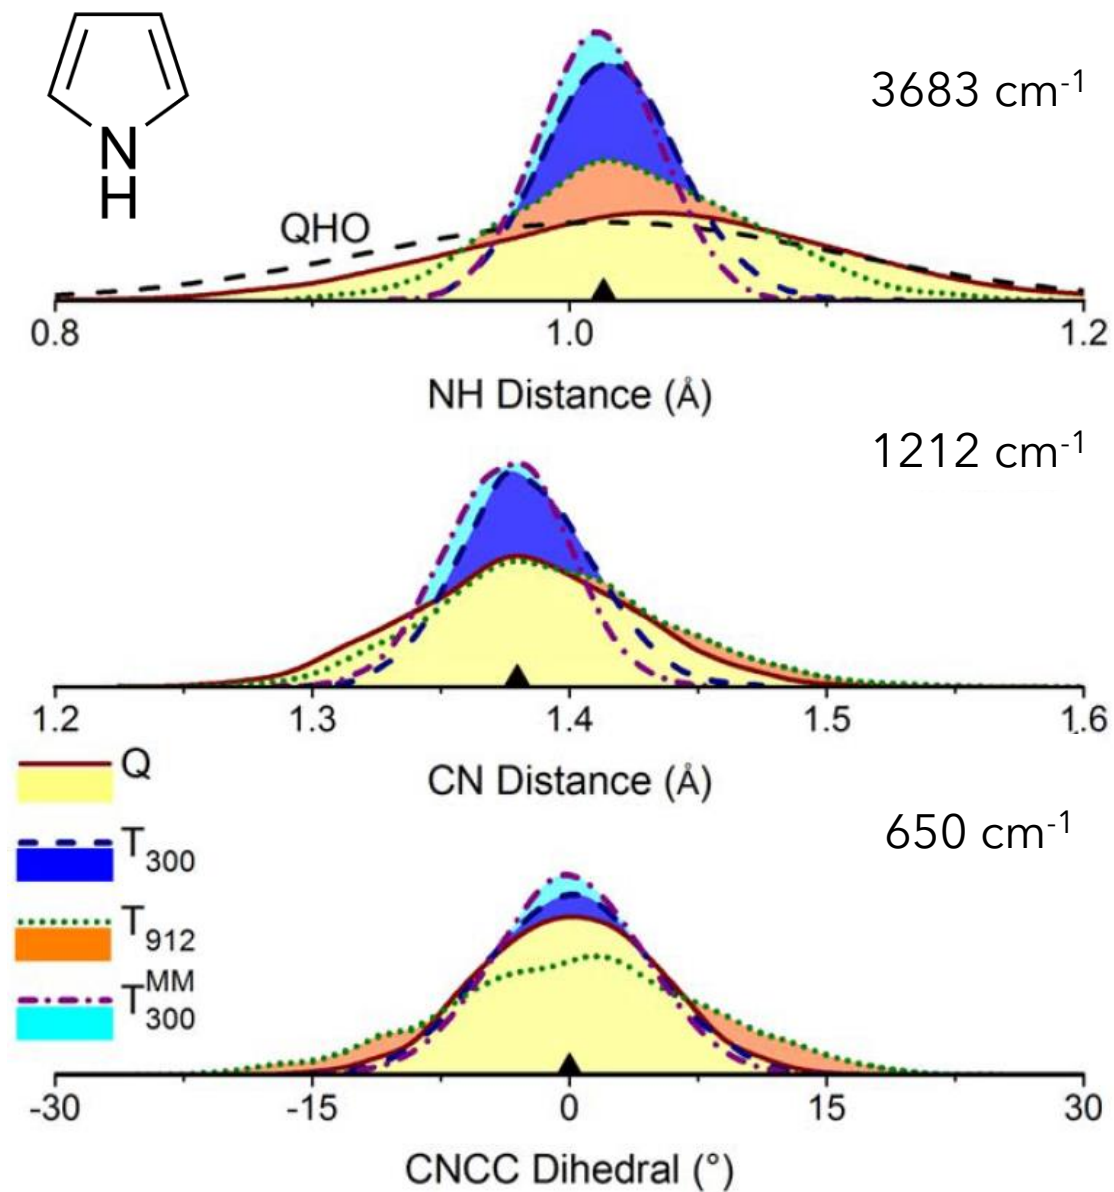 N
H
3683 cm-1
QHO
0.8 1.0 1.2
NH Distance (Å)
1212 cm-1
1.2 1.3 1.4 1.5 1.6
CN Distance (Å)
Q
T300
T912
TMM300
650 cm-1
-30 -15 0 15 30
CNCC Dihedral (°)